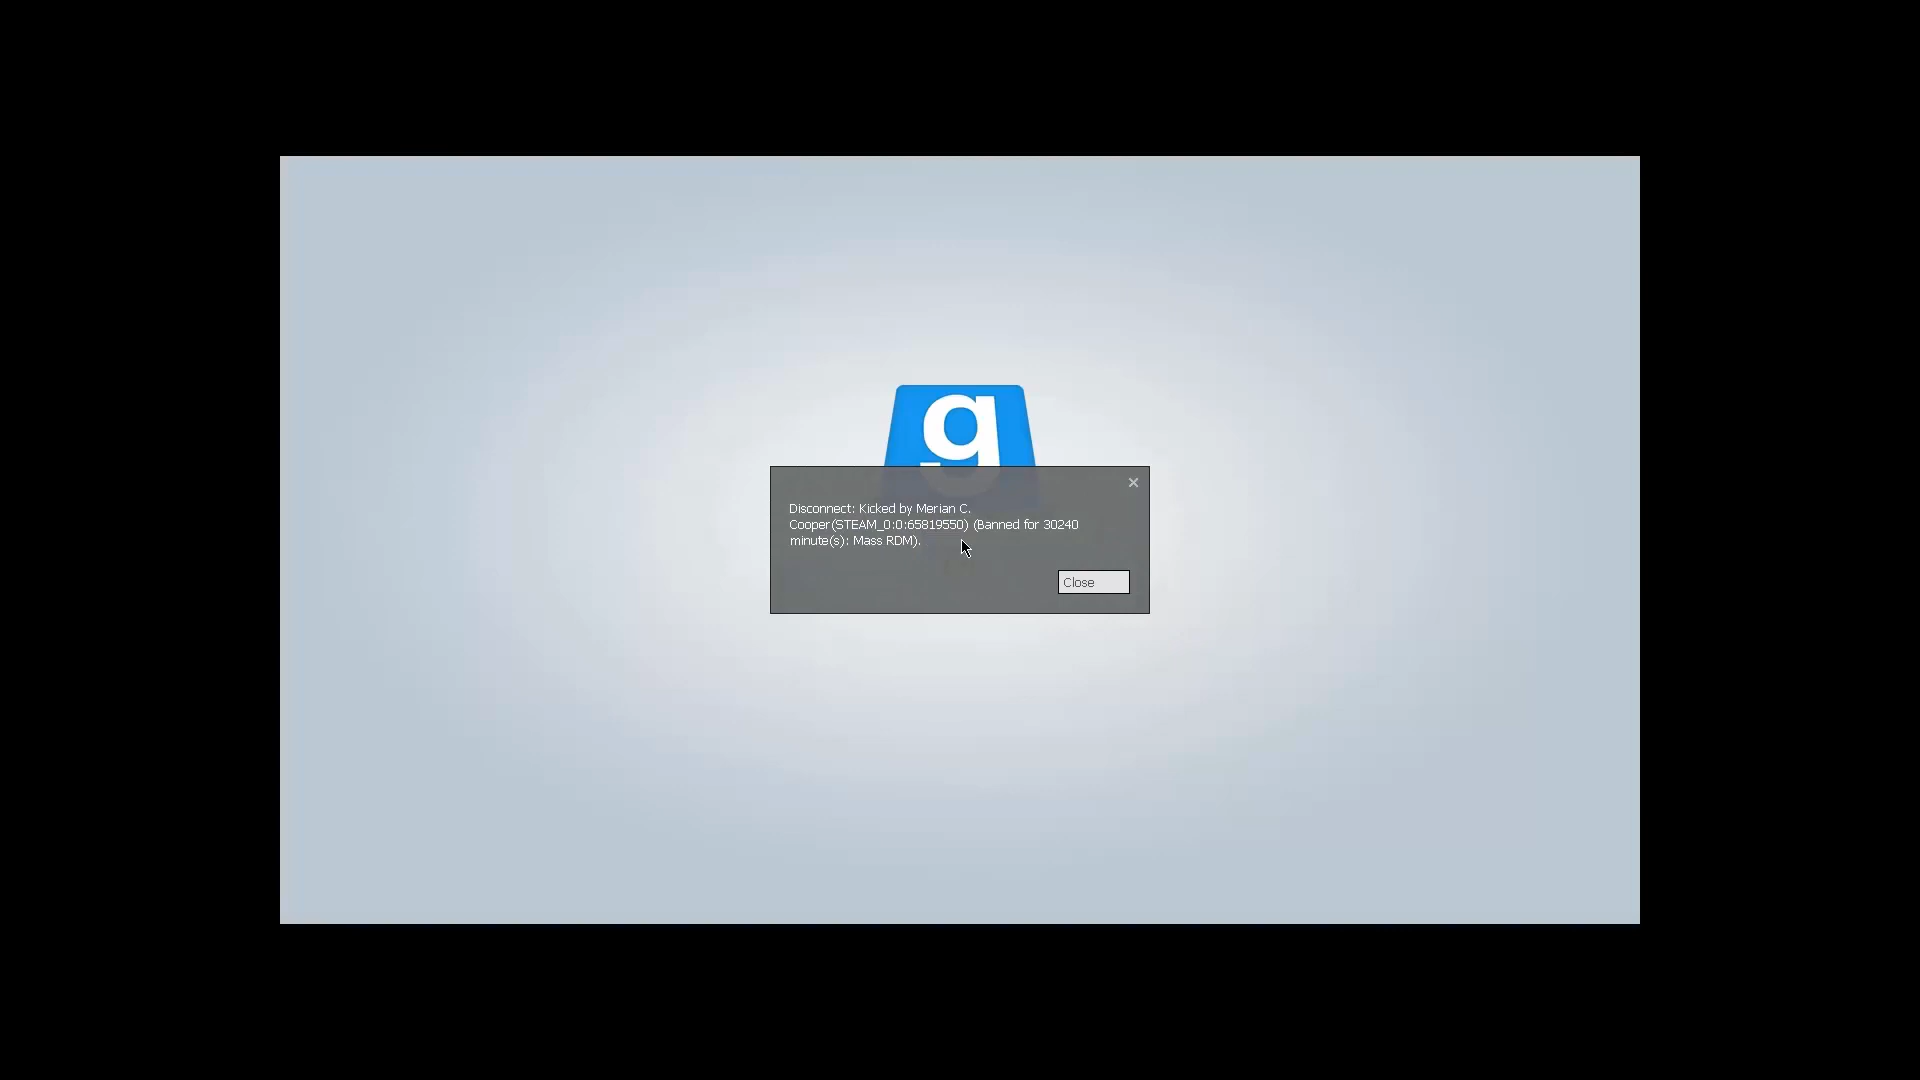 g
Disconnect: Kicked by Merian C.
Cooper(STEAM_0:0:65819550) (Banned for 30240
minute(s): Mass RDM).
Close